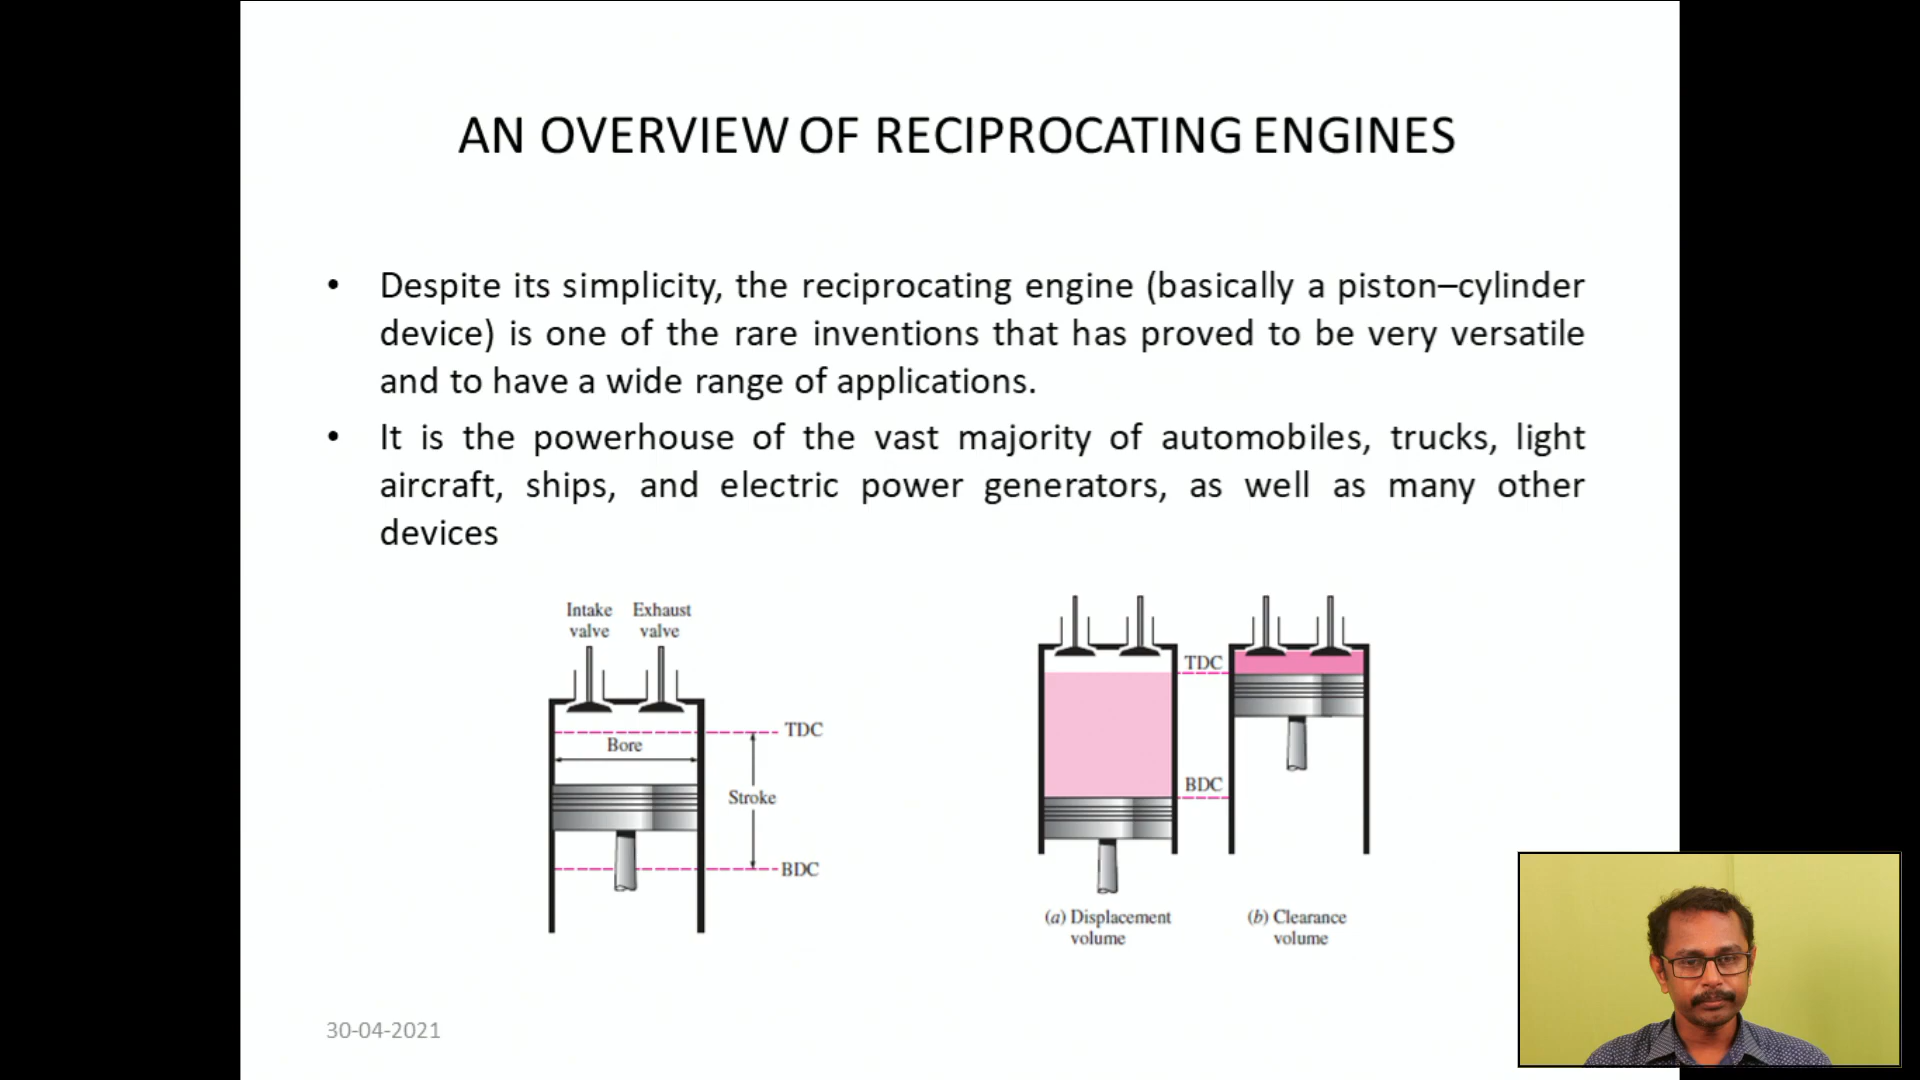 AN OVERVIEW OF RECIPROCATING ENGINES
• Despite its simplicity, the reciprocating engine (basically a piston–cylinder
device) is one of the rare inventions that has proved to be very versatile
and to have a wide range of applications.
• It is the powerhouse of the vast majority of automobiles, trucks, light
aircraft, ships, and electric power generators, as well as many other
devices
Intake Exhaust
valve valve
TDC
Bore
Stroke
BDC
TDC
BDC
(a) Displacement
volume
(b) Clearance
volume
30-04-2021